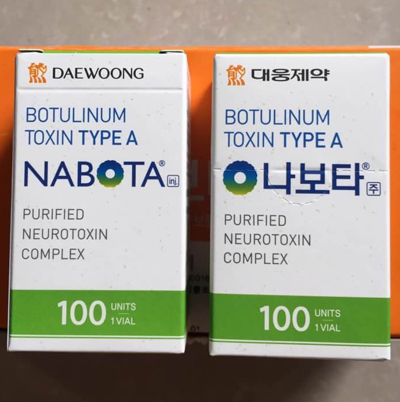 DAEWOONG
BOTULINUM
TOXIN TYPE A
NABOTA® inj.
PURIFIED
NEUROTOXIN
COMPLEX
100 UNITS
1 VIAL
대웅제약
BOTULINUM
TOXIN TYPE A
나보타® 주
PURIFIED
NEUROTOXIN
COMPLEX
100 UNITS
1 VIAL